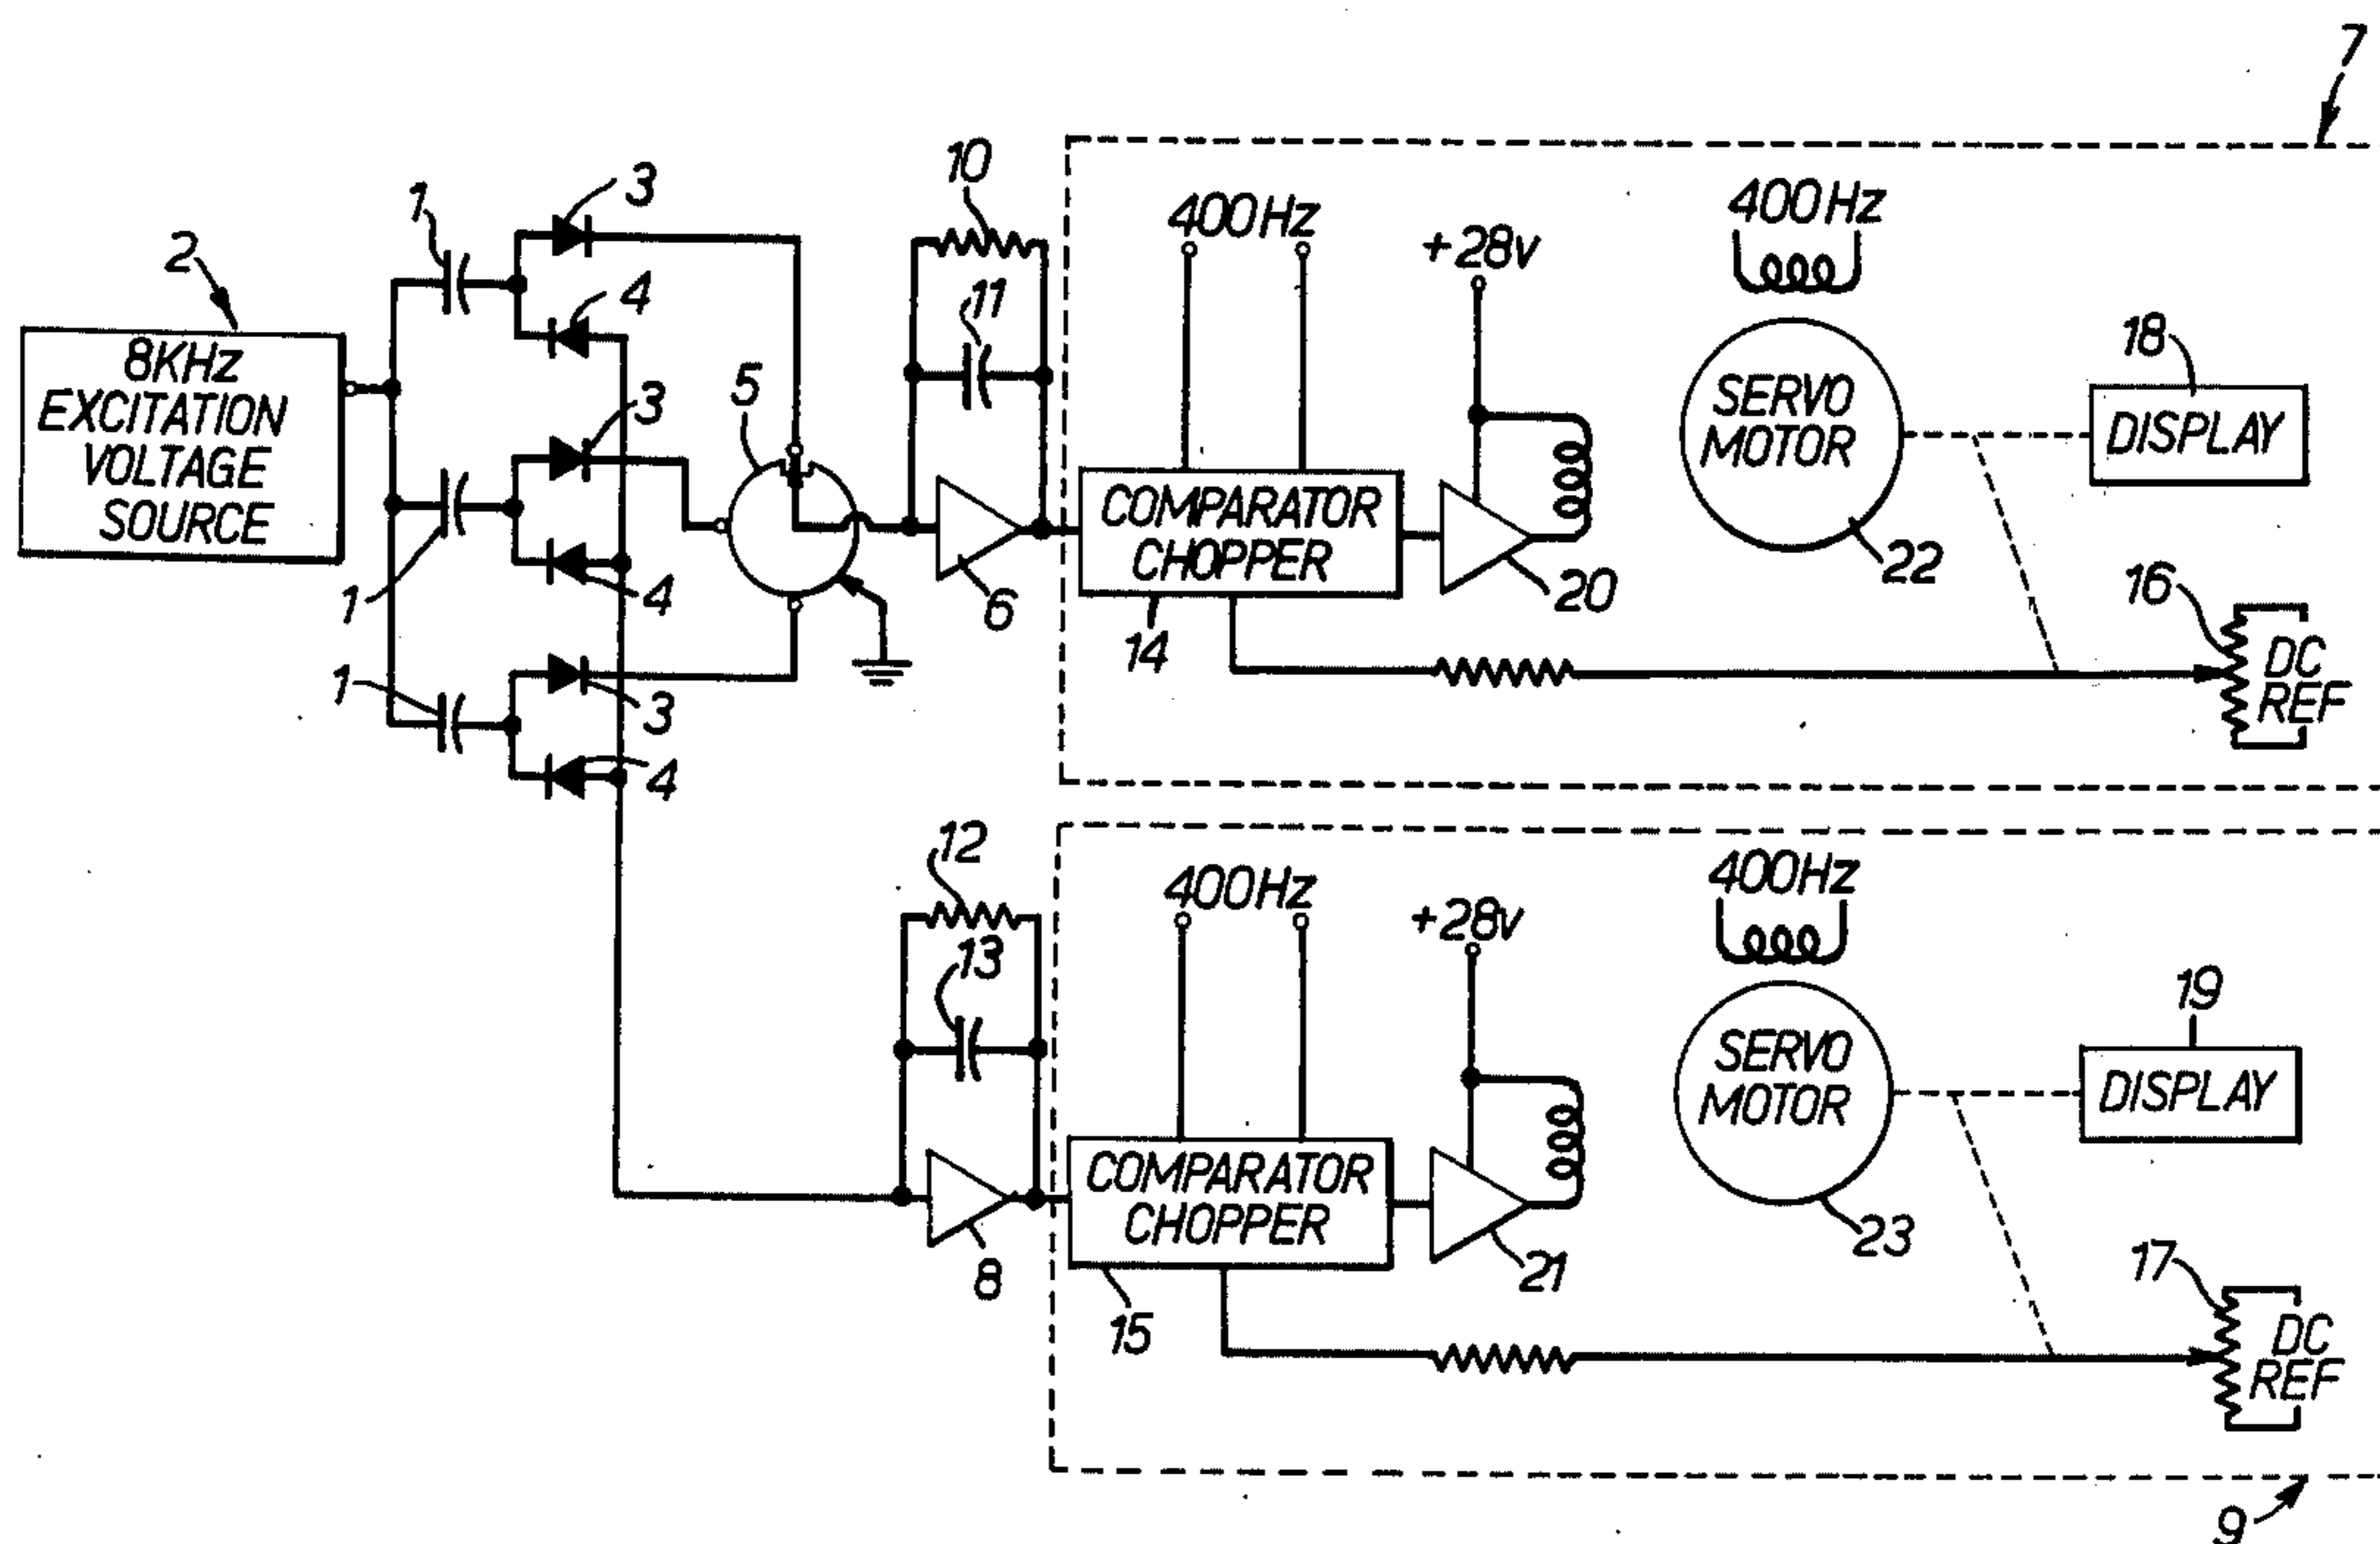 7
10
3
1
400Hz
400Hz
2
+28v
4
11
18
8KHz
EXCITATION
VOLTAGE
SOURCE
3
5
SERVO
MOTOR
DISPLAY
COMPARATOR
CHOPPER
1
4
6
14
20
22
16
DC
REF
1
3
4
12
400Hz
400Hz
+28v
13
19
SERVO
MOTOR
DISPLAY
COMPARATOR
CHOPPER
8
15
21
23
17
DC
REF
9